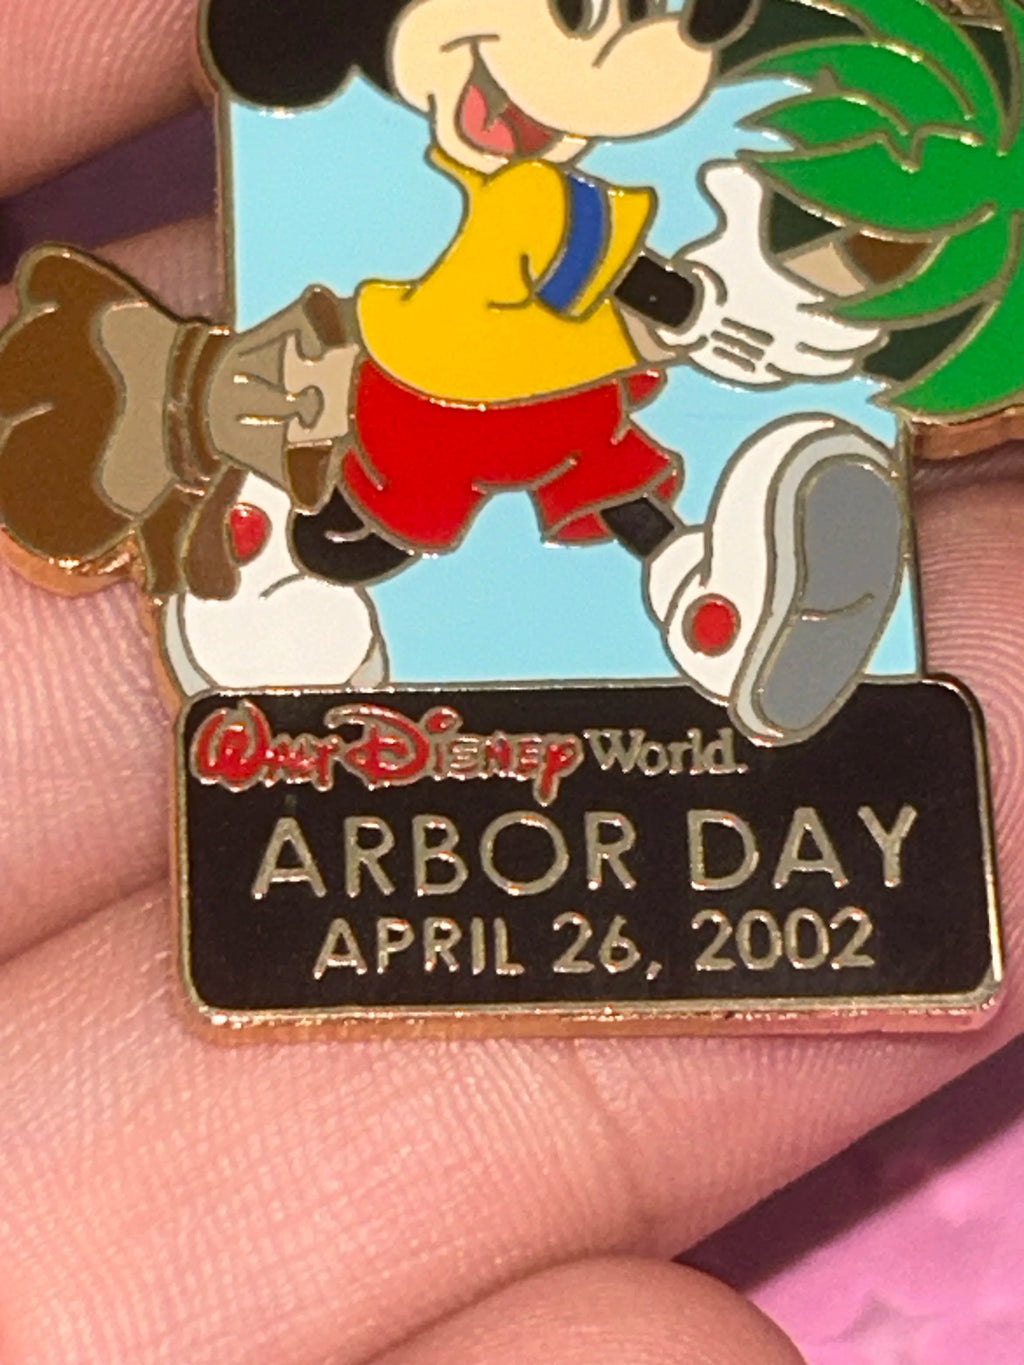 WALT DISNEY World.
ARBOR DAY
APRIL 26, 2002